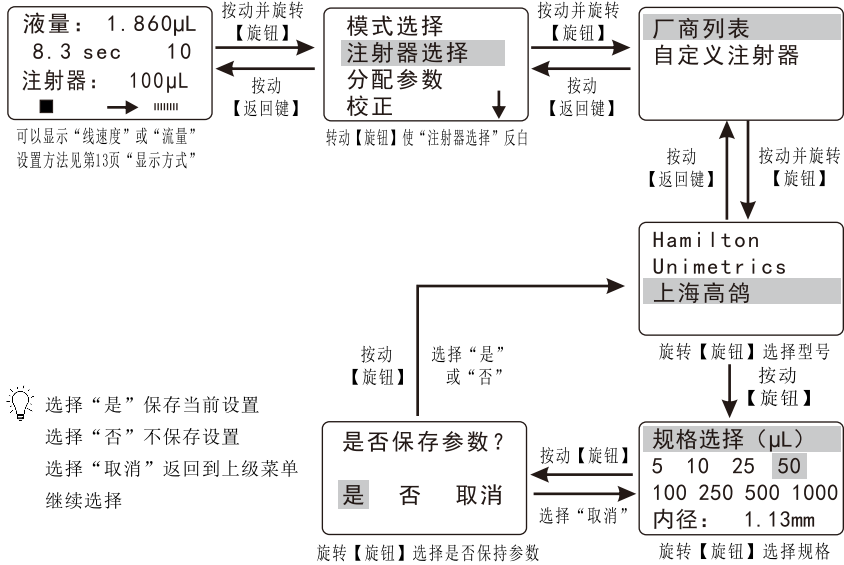 液量： 1.860μL
8.3 sec 10
注射器： 100μL
可以显示“线速度”或“流量”
设置方法见第13页“显示方式”
按动并旋转
【旋钮】
按动
【返回键】
模式选择
注射器选择
分配参数
校正
转动【旋钮】使“注射器选择”反白
按动并旋转
【旋钮】
按动
【返回键】
厂商列表
自定义注射器
按动
【返回键】
按动并旋转
【旋钮】
Hamilton
Unimetrics
上海高鸽
旋转【旋钮】选择型号
按动
【旋钮】
规格选择（μL）
5 10 25 50
100 250 500 1000
内径： 1.13mm
旋转【旋钮】选择规格
按动【旋钮】
选择“取消”
是否保存参数？
是 否 取消
旋转【旋钮】选择是否保持参数
按动
【旋钮】
选择“是”
或“否”
选择“是”保存当前设置
选择“否”不保存设置
选择“取消”返回到上级菜单
继续选择